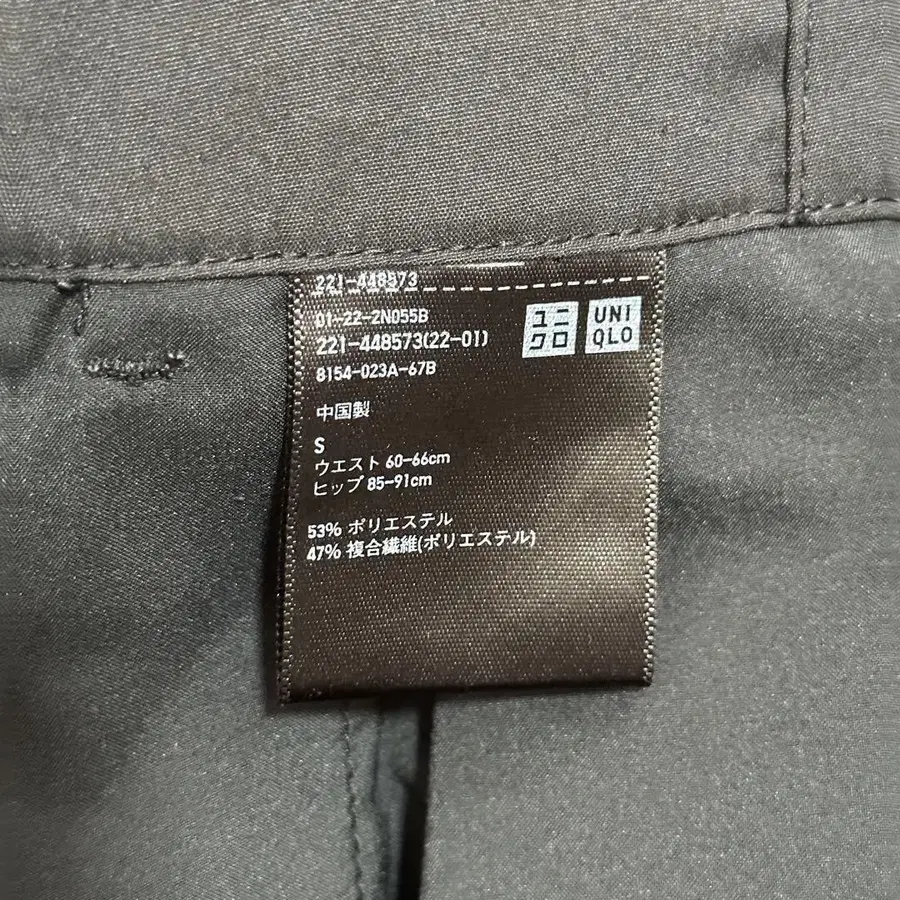 221-448573
01-22-2N055B
221-448573(22-01)
8154-023A-67B
ユニ
クロ
UNI
QLO
中国製
S
ウエスト 60-66cm
ヒップ 85-91cm
53% ポリエステル
47% 複合繊維(ポリエステル)